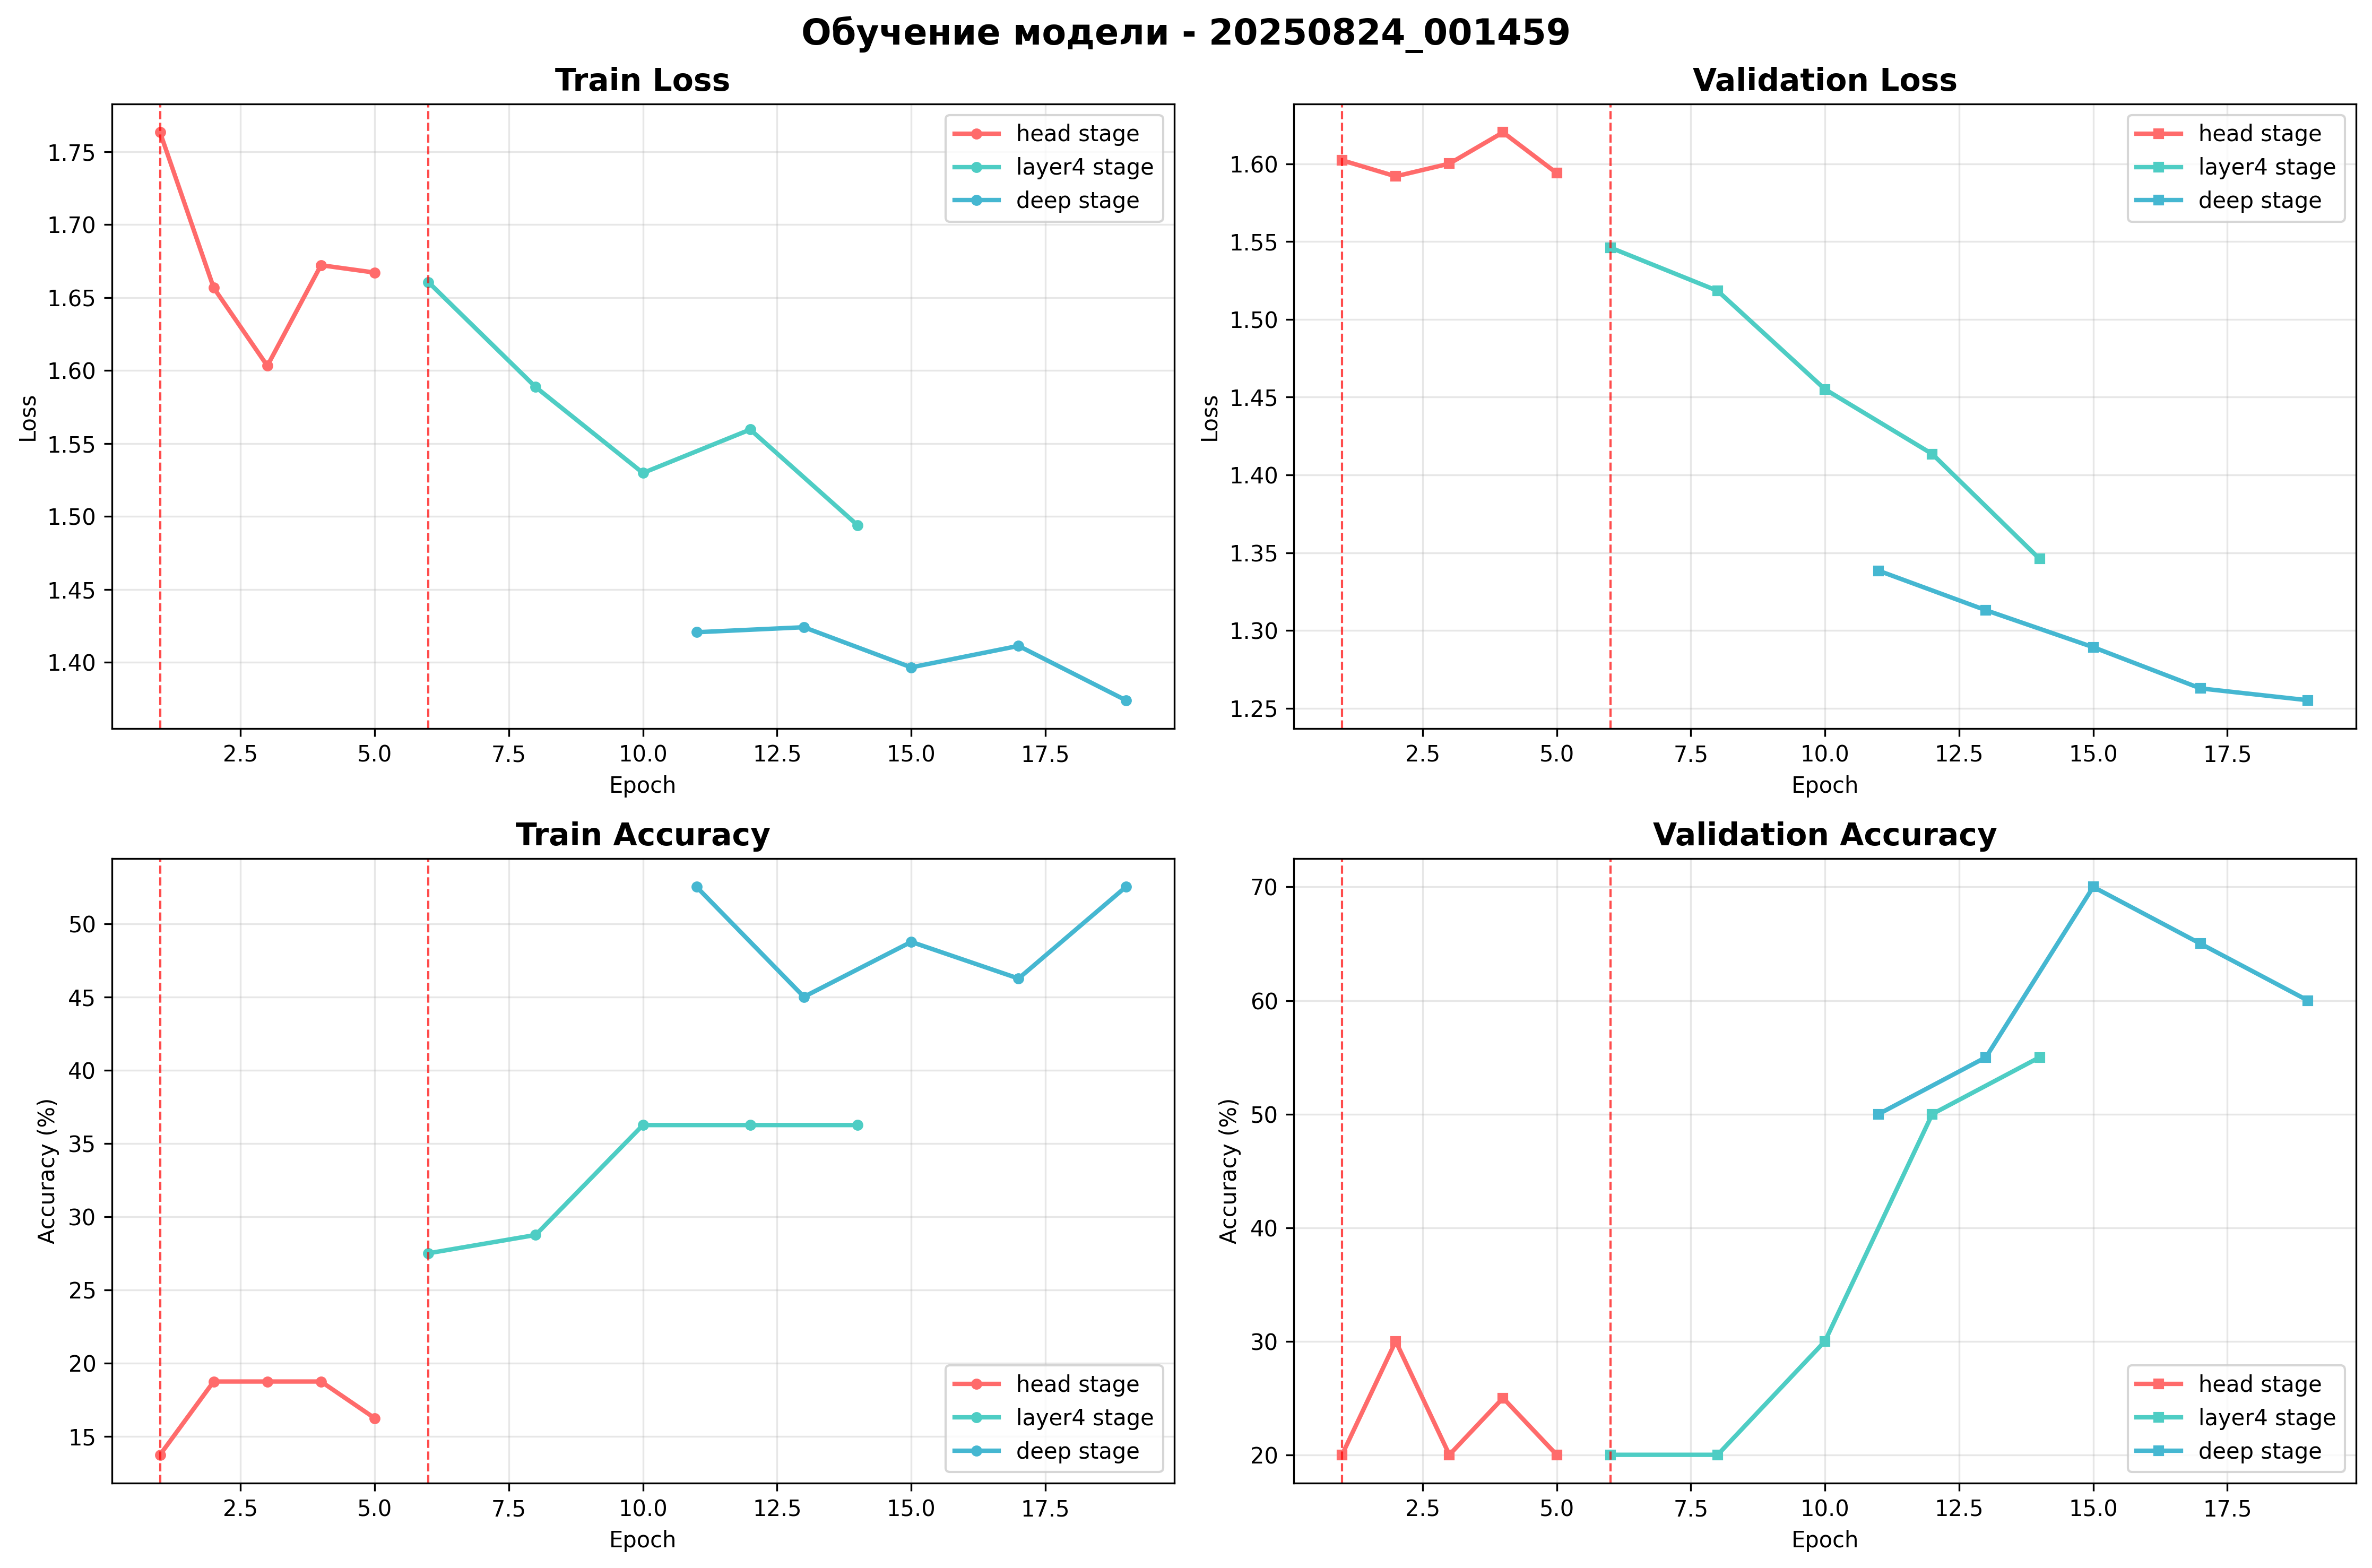 Обучение модели - 20250824_001459
Train Loss
1.75
1.70
1.65
1.60
1.55
1.50
1.45
1.40
Loss
2.5 5.0 7.5 10.0 12.5 15.0 17.5
Epoch
head stage
layer4 stage
deep stage
Validation Loss
1.60
1.55
1.50
1.45
1.40
1.35
1.30
1.25
Loss
2.5 5.0 7.5 10.0 12.5 15.0 17.5
Epoch
head stage
layer4 stage
deep stage
Train Accuracy
50
45
40
35
30
25
20
15
Accuracy (%)
2.5 5.0 7.5 10.0 12.5 15.0 17.5
Epoch
head stage
layer4 stage
deep stage
Validation Accuracy
70
60
50
40
30
20
Accuracy (%)
2.5 5.0 7.5 10.0 12.5 15.0 17.5
Epoch
head stage
layer4 stage
deep stage